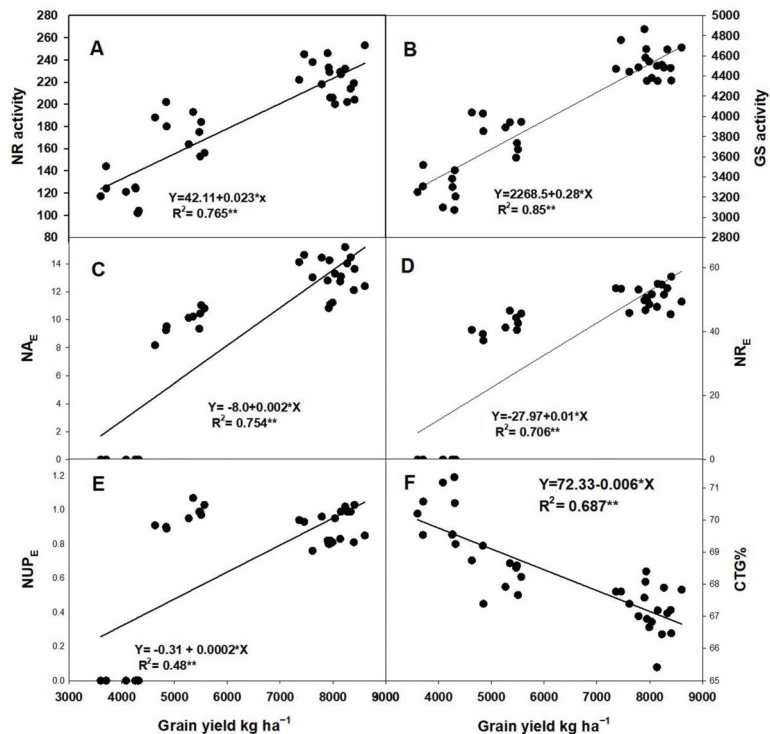 280
260
240
220
200
180
160
140
120
100
80
NR activity
A
Y=42.11+0.023*x
R²= 0.765**
B
Y=2268.5+0.28*X
R²= 0.85**
5000
4800
4600
4400
4200
4000
3800
3600
3400
3200
3000
2800
GS activity
14
12
10
8
6
4
2
0
NAE
C
Y= -8.0+0.002*X
R²= 0.754**
D
Y=-27.97+0.01*X
R²= 0.706**
60
40
20
0
NRE
1.2
1.0
0.8
0.6
0.4
0.2
0.0
NUPE
E
Y= -0.31 + 0.0002*X
R²= 0.48**
F
Y=72.33-0.006*X
R²= 0.687**
71
70
69
68
67
66
65
CTG%
3000 4000 5000 6000 7000 8000 9000
4000 5000 6000 7000 8000 9000
Grain yield kg ha⁻¹
Grain yield kg ha⁻¹